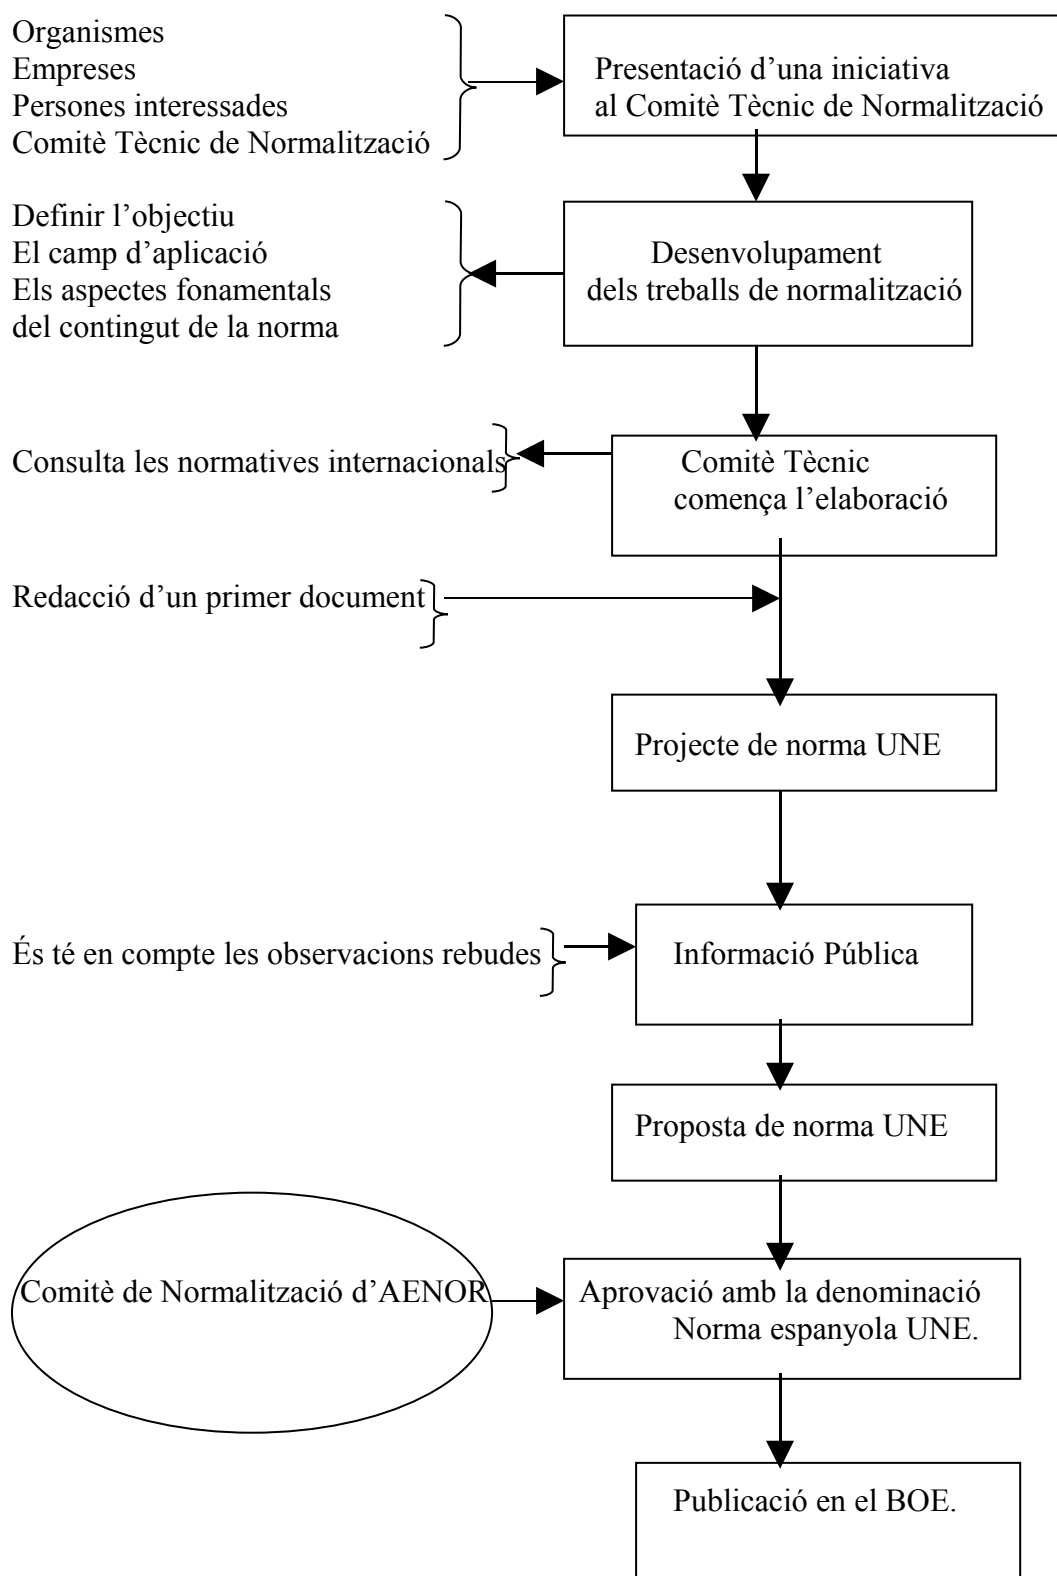 Organismes
Empreses
Persones interessades
Comitè Tècnic de Normalització
Presentació d’una iniciativa
al Comitè Tècnic de Normalització
Definir l’objectiu
El camp d’aplicació
Els aspectes fonamentals
del contingut de la norma
Desenvolupament
dels treballs de normalització
Consulta les normatives internacionals
Comitè Tècnic
comença l’elaboració
Redacció d’un primer document
Projecte de norma UNE
És té en compte les observacions rebudes
Informació Pública
Proposta de norma UNE
Comitè de Normalització d’AENOR
Aprovació amb la denominació
Norma espanyola UNE.
Publicació en el BOE.